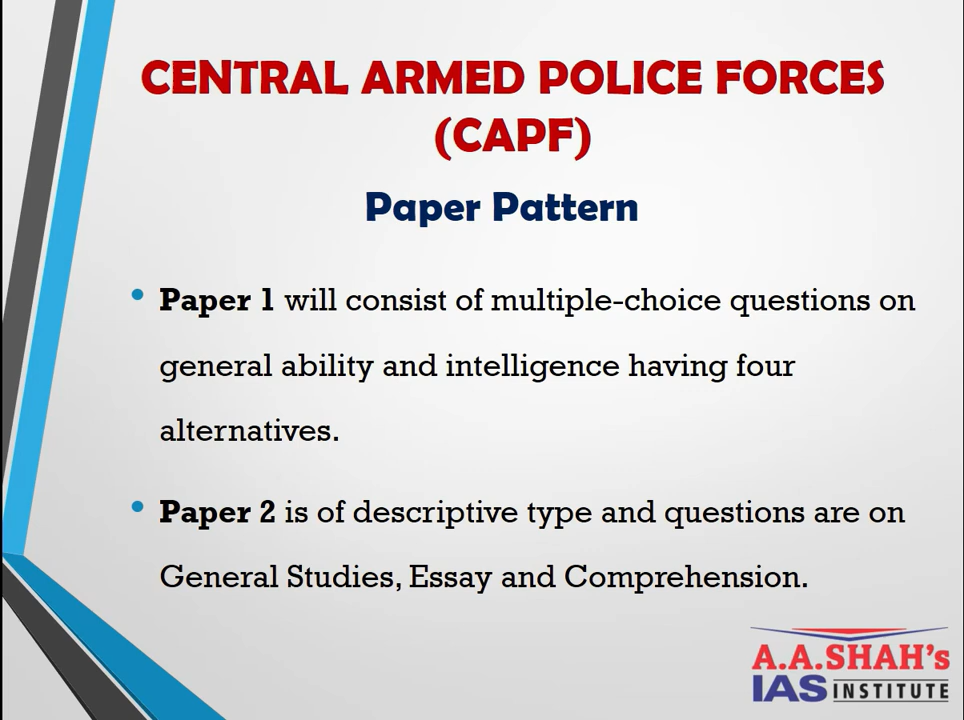 CENTRAL ARMED POLICE FORCES
(CAPF)
Paper Pattern
• Paper 1 will consist of multiple-choice questions on
general ability and intelligence having four
alternatives.
• Paper 2 is of descriptive type and questions are on
General Studies, Essay and Comprehension.
A.A.SHAH's
IAS INSTITUTE